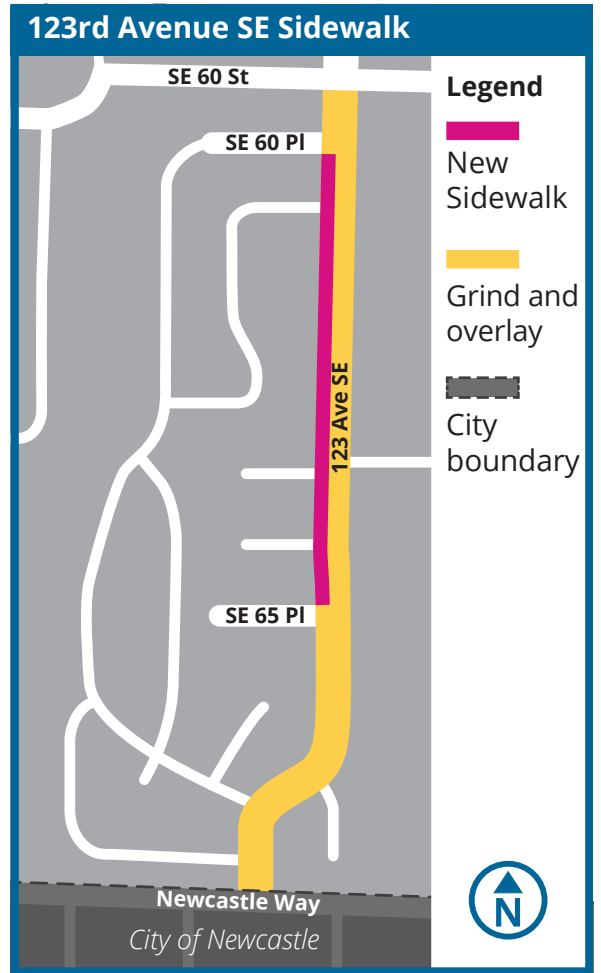 123rd Avenue SE Sidewalk
SE 60 St
SE 60 Pl
123 Ave SE
SE 65 Pl
Newcastle Way
City of Newcastle
Legend
New
Sidewalk
Grind and
overlay
City
boundary
N